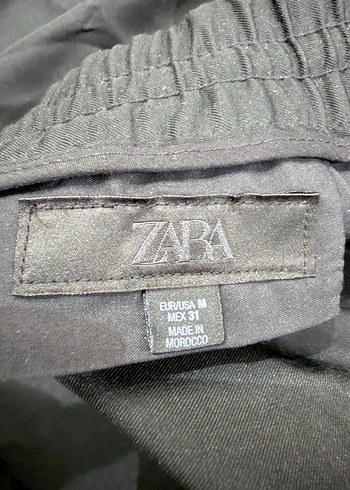 ZARA
EUR/USA M
MEX 31
MADE IN
MOROCCO